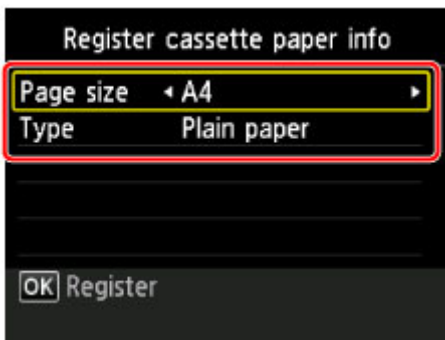 Register cassette paper info
Page size A4
Type Plain paper
OK Register